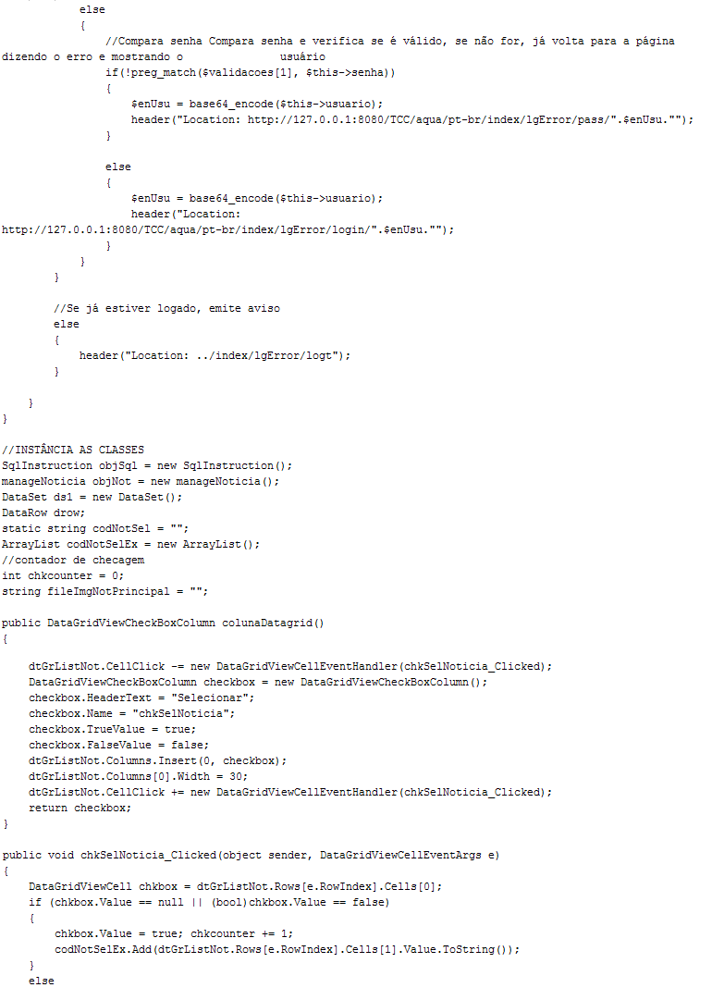 else
{
//Compara senha Compara senha e verifica se é válido, se não for, já volta para a página
dizendo o erro e mostrando o usuário
if(!preg_match($validacoes[1], $this->senha))
{
$enUsu = base64_encode($this->usuario);
header("Location: http://127.0.0.1:8080/TCC/aqua/pt-br/index/lgError/pass/".$enUsu."");
}
else
{
$enUsu = base64_encode($this->usuario);
header("Location:
http://127.0.0.1:8080/TCC/aqua/pt-br/index/lgError/login/".$enUsu."");
}
}
}
//Se já estiver logado, emite aviso
else
{
header("Location: ../index/lgError/logt");
}
}
}
//INSTÂNCIA AS CLASSES
SqlInstruction objSql = new SqlInstruction();
manageNoticia objNot = new manageNoticia();
DataSet ds1 = new DataSet();
DataRow drow;
static string codNotSel = "";
ArrayList codNotSelEx = new ArrayList();
//contador de checagem
int chkcounter = 0;
string fileImgNotPrincipal = "";
public DataGridViewCheckBoxColumn colunaDatagrid()
{
dtGrListNot.CellClick -= new DataGridViewCellEventHandler(chkSelNoticia_Clicked);
DataGridViewCheckBoxColumn checkbox = new DataGridViewCheckBoxColumn();
checkbox.HeaderText = "Selecionar";
checkbox.Name = "chkSelNoticia";
checkbox.TrueValue = true;
checkbox.FalseValue = false;
dtGrListNot.Columns.Insert(0, checkbox);
dtGrListNot.Columns[0].Width = 30;
dtGrListNot.CellClick += new DataGridViewCellEventHandler(chkSelNoticia_Clicked);
return checkbox;
}
public void chkSelNoticia_Clicked(object sender, DataGridViewCellEventArgs e)
{
DataGridViewCell chkbox = dtGrListNot.Rows[e.RowIndex].Cells[0];
if (chkbox.Value == null || (bool)chkbox.Value == false)
{
chkbox.Value = true; chkcounter += 1;
codNotSelEx.Add(dtGrListNot.Rows[e.RowIndex].Cells[1].Value.ToString());
}
else